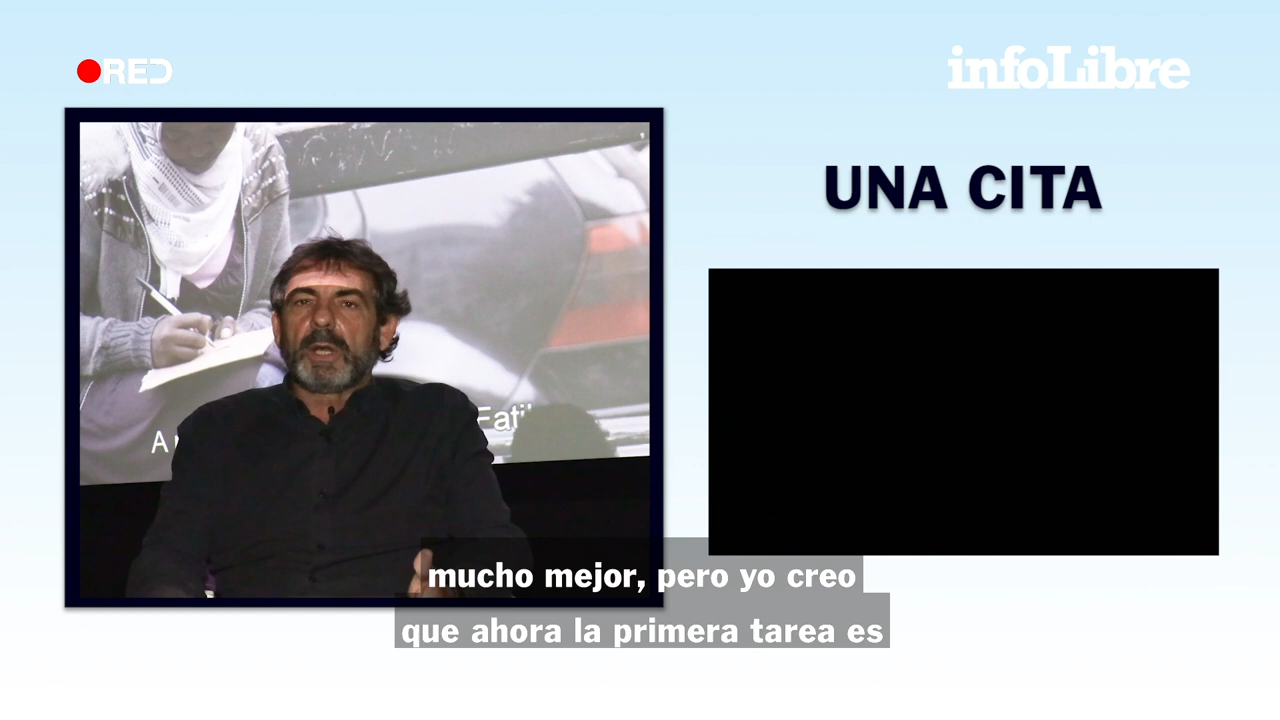 RED
infoLibre
UNA CITA
mucho mejor, pero yo creo
que ahora la primera tarea es